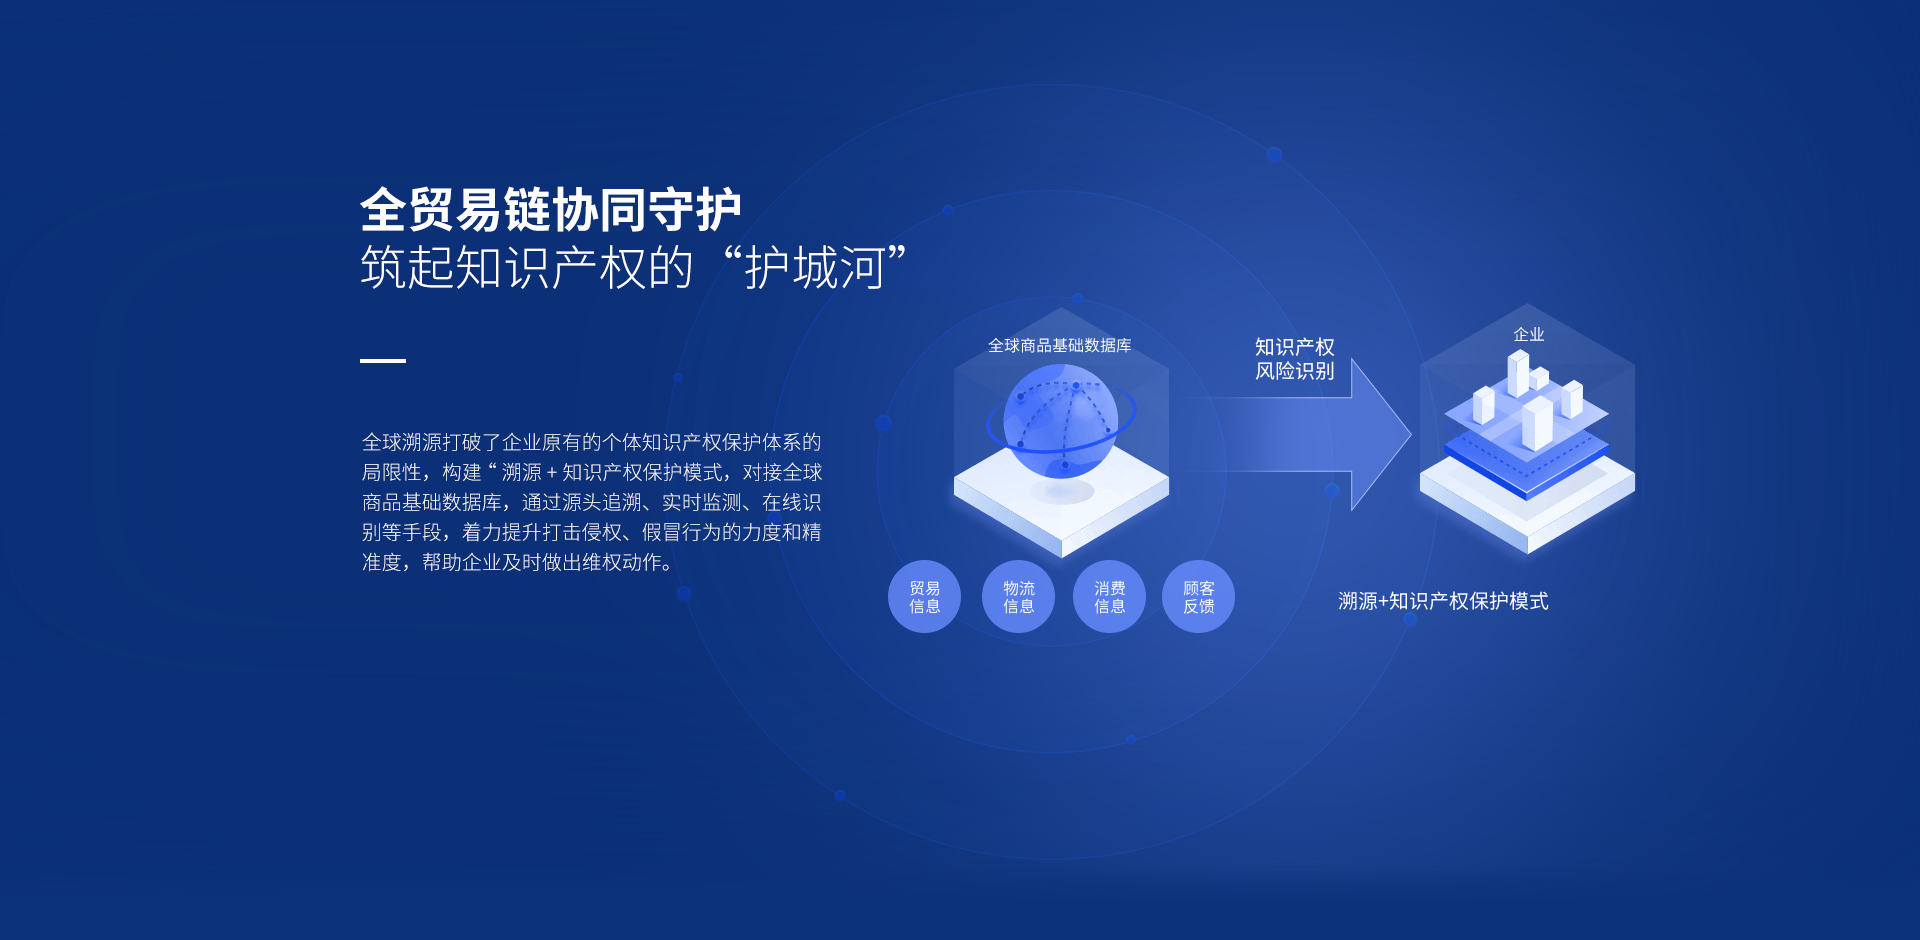 全贸易链协同守护
筑起知识产权的“护城河”
全球溯源打破了企业原有的个体知识产权保护体系的
局限性，构建“ 溯源 + 知识产权保护模式，对接全球
商品基础数据库，通过源头追溯、实时监测、在线识
别等手段，着力提升打击侵权、假冒行为的力度和精
准度，帮助企业及时做出维权动作。
全球商品基础数据库
知识产权
风险识别
企业
贸易
信息
物流
信息
消费
信息
顾客
反馈
溯源+知识产权保护模式